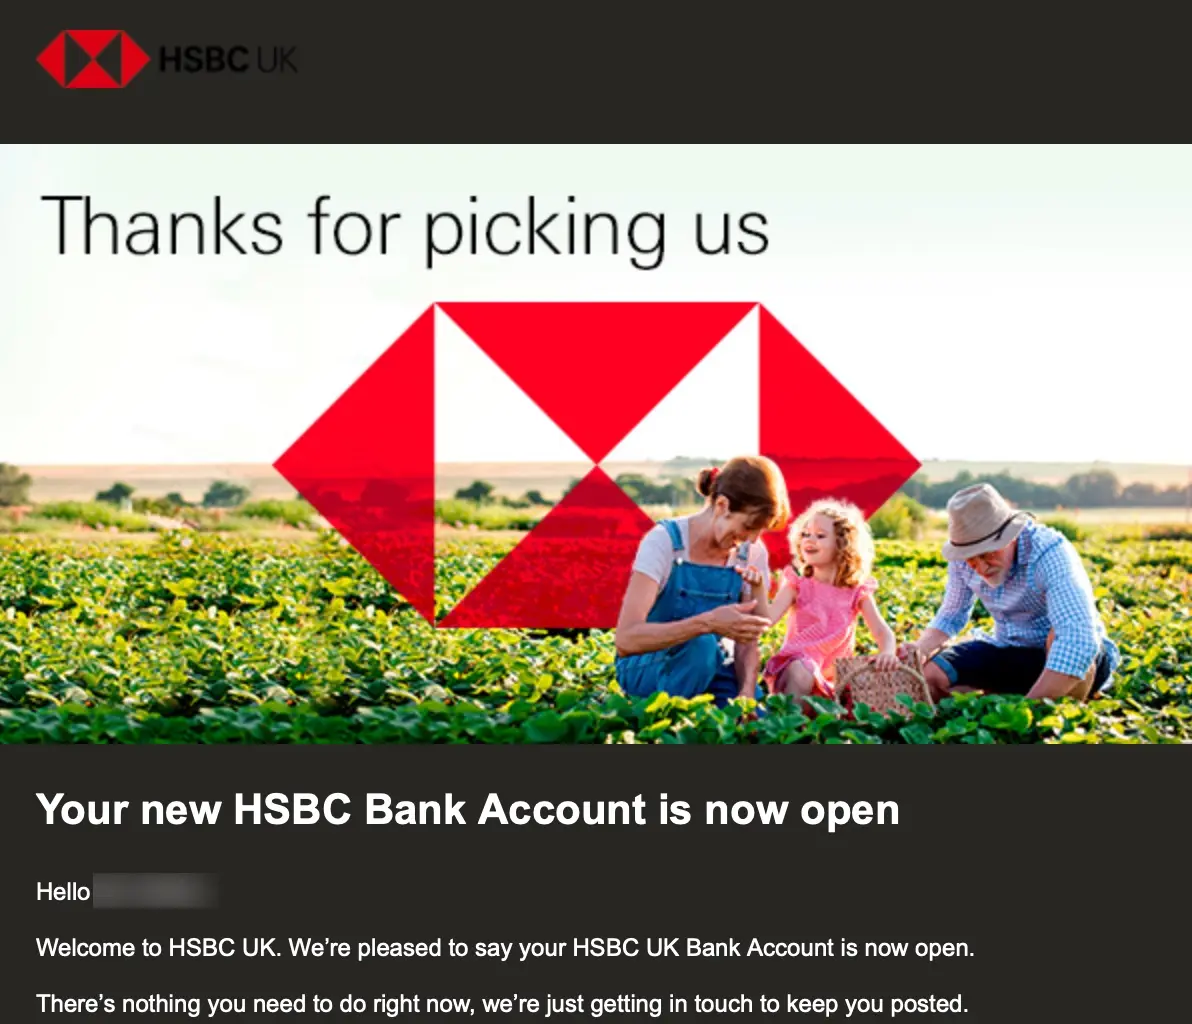 HSBC UK
Thanks for picking us
Your new HSBC Bank Account is now open
Hello
Welcome to HSBC UK. We’re pleased to say your HSBC UK Bank Account is now open.
There’s nothing you need to do right now, we’re just getting in touch to keep you posted.